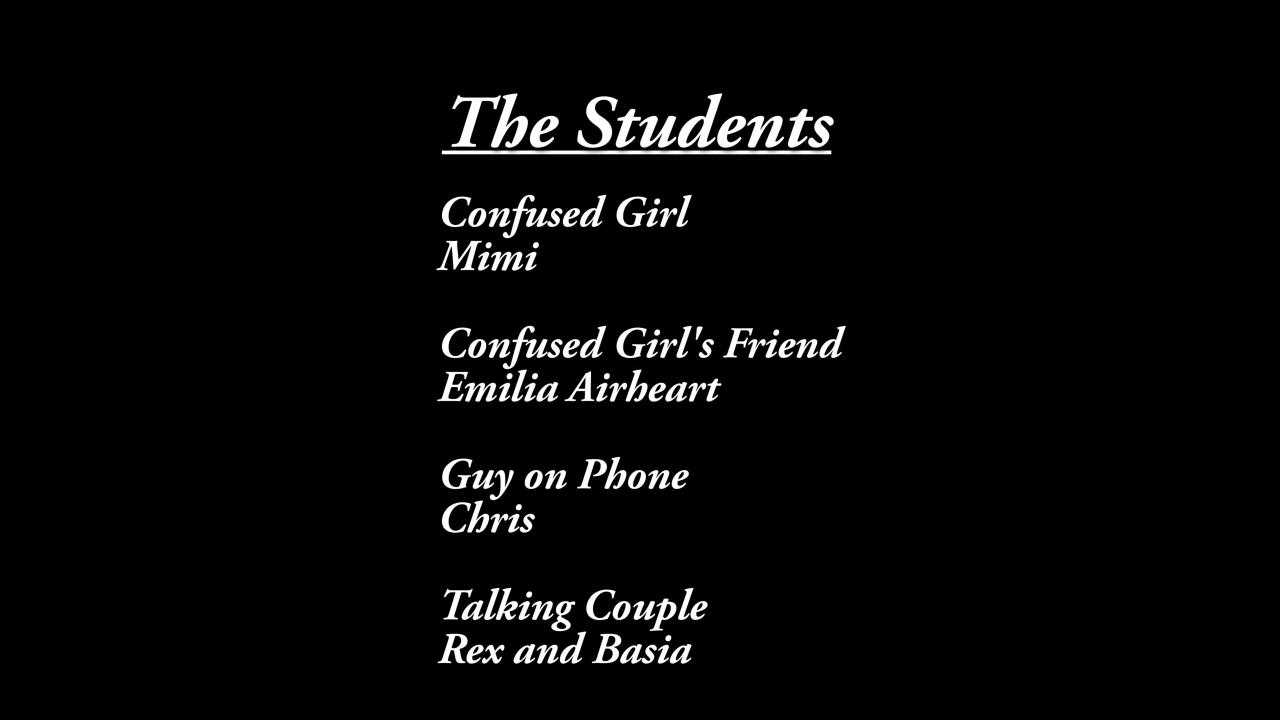 The Students
Confused Girl
Mimi
Confused Girl's Friend
Emilia Airheart
Guy on Phone
Chris
Talking Couple
Rex and Basia